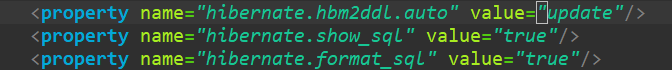 <property name="hibernate.hbm2ddl.auto" value="update"/>
<property name="hibernate.show_sql" value="true"/>
<property name="hibernate.format_sql" value="true"/>